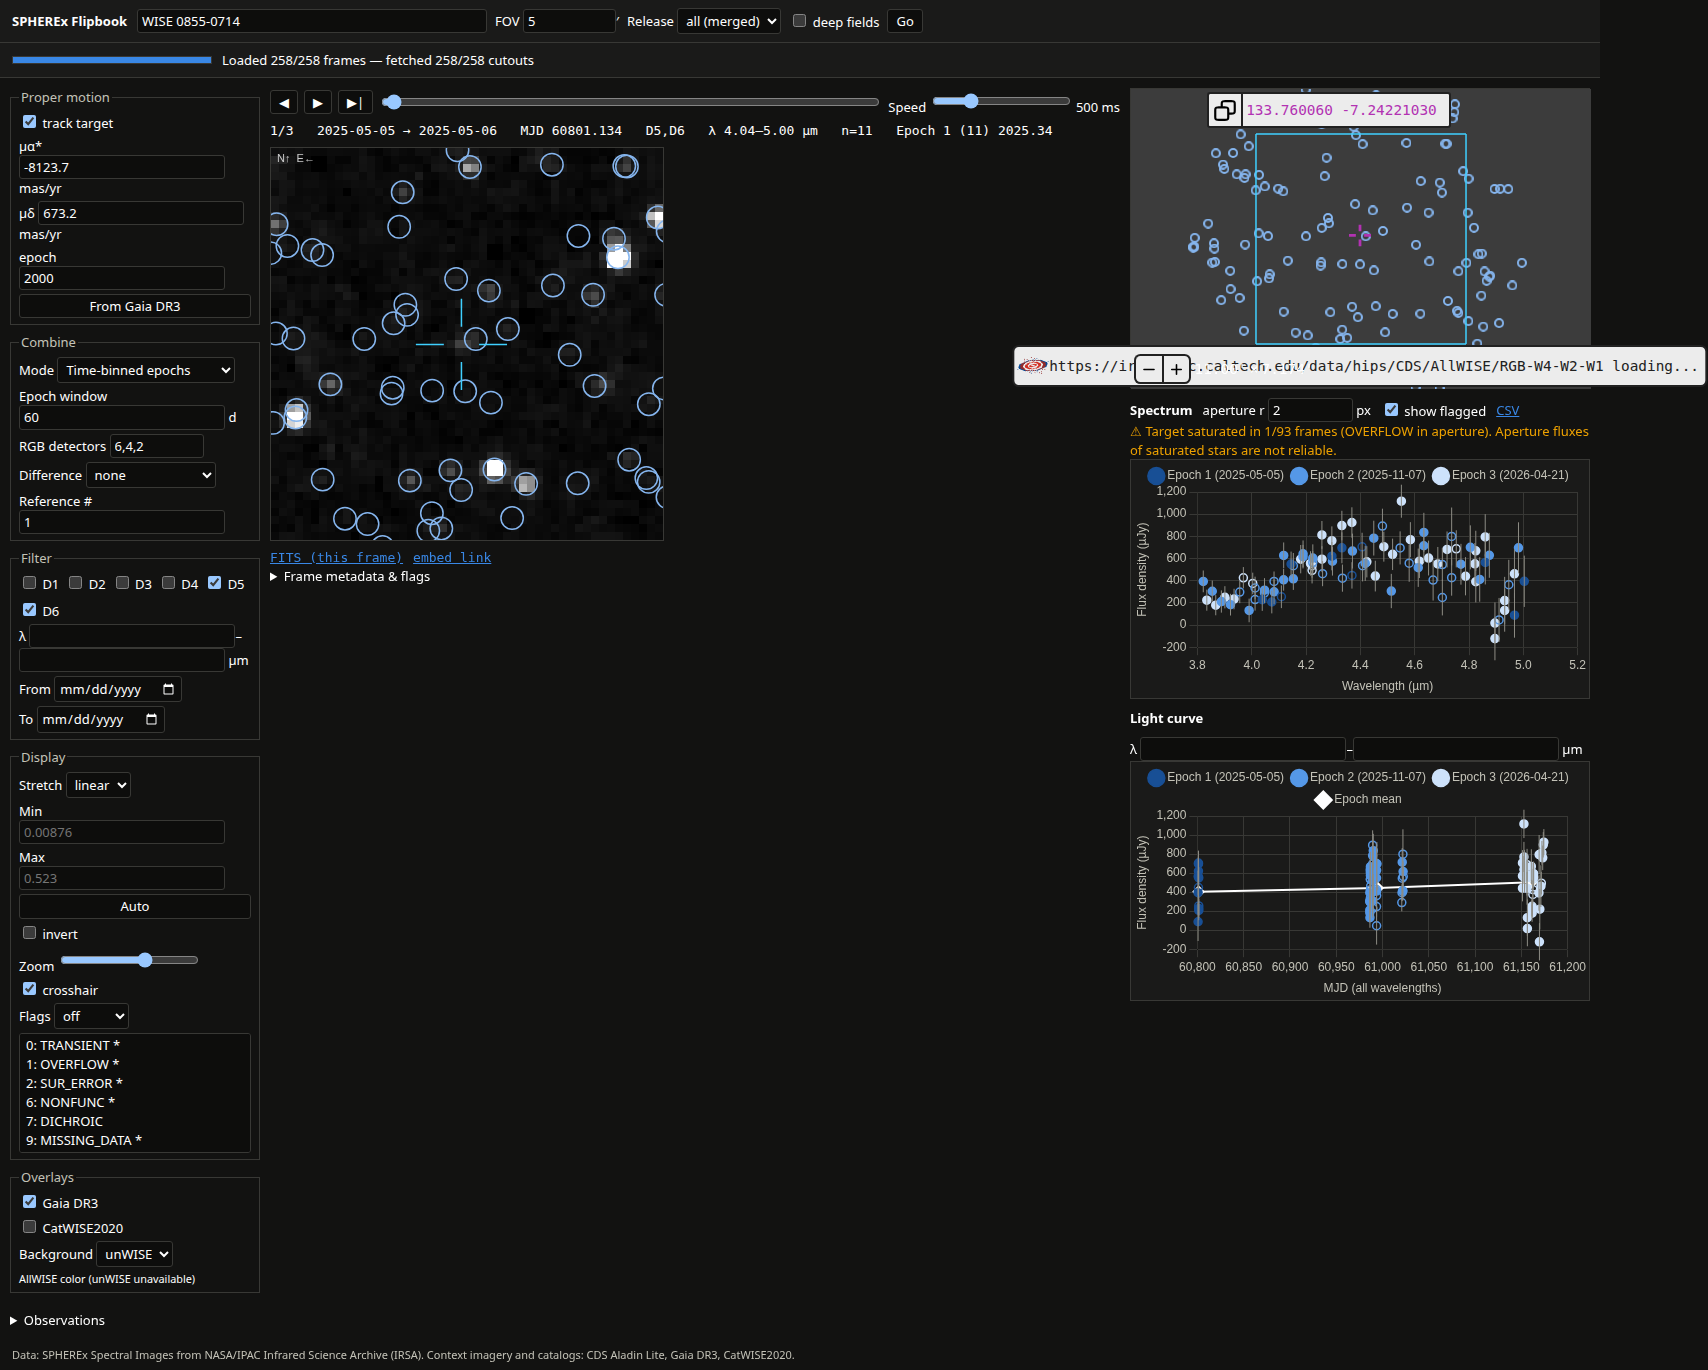 SPHEREx Flipbook WISE 0855-0714 FOV 5 ′ Release all (merged) deep fields Go
Loaded 258/258 frames — fetched 258/258 cutouts
Proper motion
track target
μα*
-8123.7
mas/yr
μδ 673.2
mas/yr
epoch
2000
From Gaia DR3
Combine
Mode Time-binned epochs
Epoch window
60 d
RGB detectors 6,4,2
Difference none
Reference #
1
Filter
D1 D2 D3 D4 D5
D6
λ –
μm
From mm/dd/yyyy
To mm/dd/yyyy
Display
Stretch linear
Min
0.00876
Max
0.523
Auto
invert
Zoom
crosshair
Flags off
0: TRANSIENT *
1: OVERFLOW *
2: SUR_ERROR *
6: NONFUNC *
7: DICHROIC
9: MISSING_DATA *
Overlays
Gaia DR3
CatWISE2020
Background unWISE
AllWISE color (unWISE unavailable)
Observations
◀ ▶ ▶| Speed 500 ms
1/3 2025-05-05 → 2025-05-06 MJD 60801.134 D5,D6 λ 4.04–5.00 μm n=11 Epoch 1 (11) 2025.34
N↑ E←
FITS (this frame) embed link
Frame metadata & flags
133.760060 -7.24221030
https://ir − + c.caltech.edu/data/hips/CDS/AllWISE/RGB-W4-W2-W1 loading...
Spectrum aperture r 2 px show flagged CSV
⚠ Target saturated in 1/93 frames (OVERFLOW in aperture). Aperture fluxes
of saturated stars are not reliable.
Epoch 1 (2025-05-05) Epoch 2 (2025-11-07) Epoch 3 (2026-04-21)
1,200
1,000
800
600
400
200
0
-200
Flux density (μJy)
3.8 4.0 4.2 4.4 4.6 4.8 5.0 5.2
Wavelength (μm)
Light curve
λ – μm
Epoch 1 (2025-05-05) Epoch 2 (2025-11-07) Epoch 3 (2026-04-21)
Epoch mean
1,200
1,000
800
600
400
200
0
-200
Flux density (μJy)
60,800 60,850 60,900 60,950 61,000 61,050 61,100 61,150 61,200
MJD (all wavelengths)
Data: SPHEREx Spectral Images from NASA/IPAC Infrared Science Archive (IRSA). Context imagery and catalogs: CDS Aladin Lite, Gaia DR3, CatWISE2020.